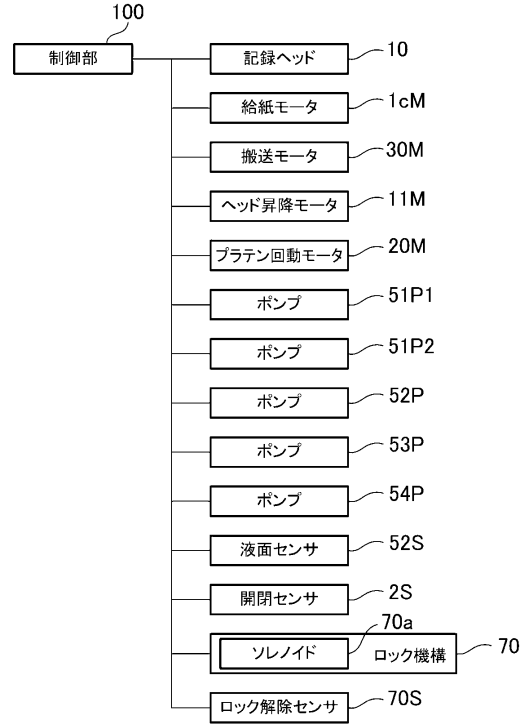 100
制御部
記録ヘッド 10
給紙モータ 1cM
搬送モータ 30M
ヘッド昇降モータ 11M
プラテン回動モータ 20M
ポンプ 51P1
ポンプ 51P2
ポンプ 52P
ポンプ 53P
ポンプ 54P
液面センサ 52S
開閉センサ 2S
70a
ソレノイド ロック機構 70
ロック解除センサ 70S